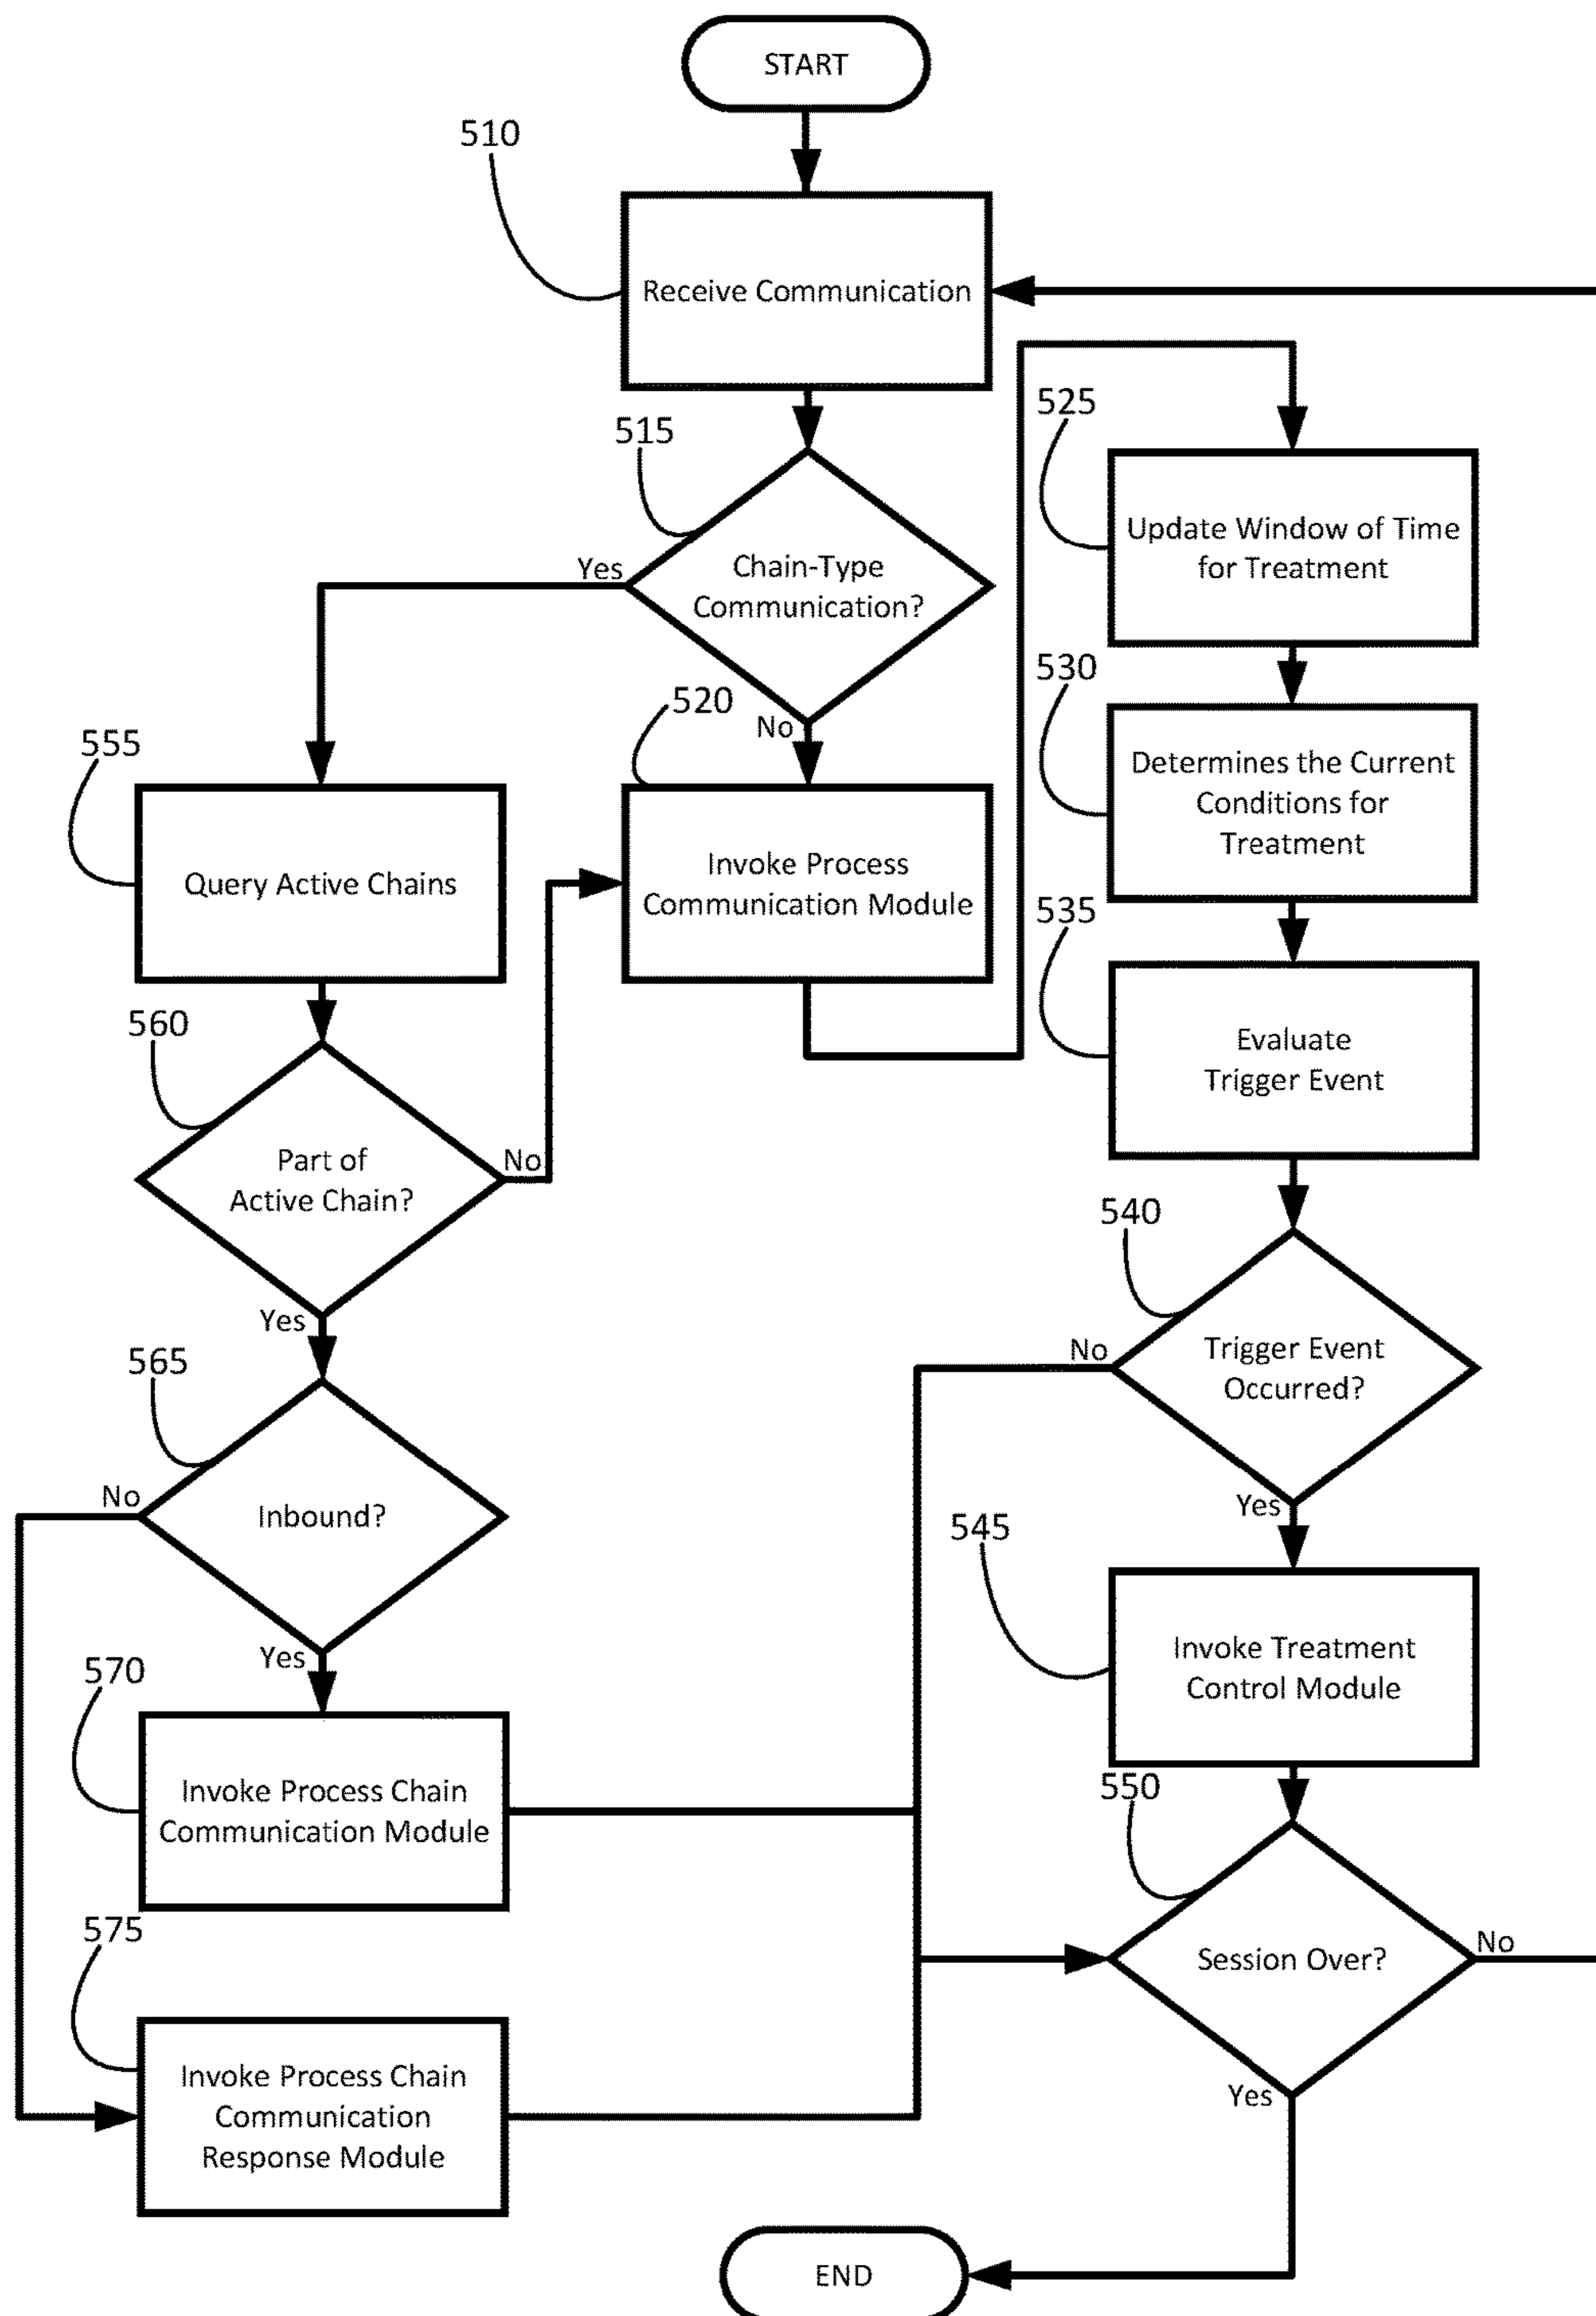 START
510
Receive Communication
515
Chain-Type
Communication?
Yes
No
520
Invoke Process
Communication Module
525
Update Window of Time
for Treatment
530
Determines the Current
Conditions for
Treatment
535
Evaluate
Trigger Event
540
Trigger Event
Occurred?
No
Yes
545
Invoke Treatment
Control Module
550
Session Over?
No
Yes
555
Query Active Chains
560
Part of
Active Chain?
No
Yes
565
Inbound?
No
Yes
570
Invoke Process Chain
Communication Module
575
Invoke Process Chain
Communication
Response Module
END